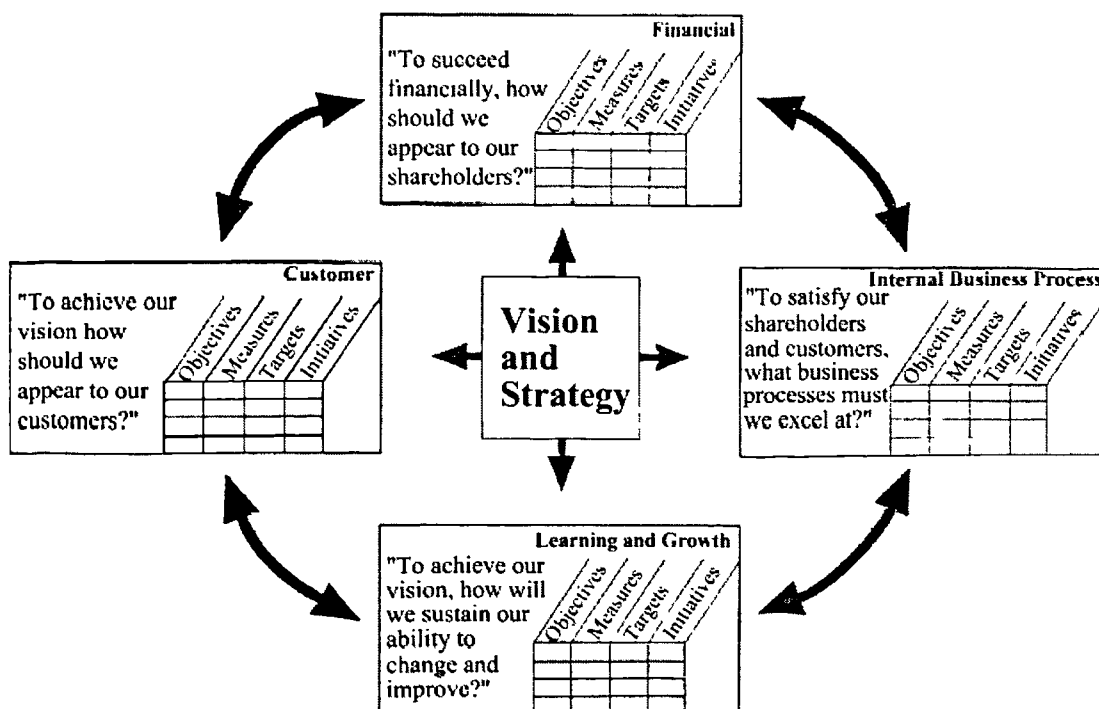 Financial
"To succeed
financially, how
should we
appear to our
shareholders?"
Objectives
Measures
Targets
Initiatives
Customer
"To achieve our
vision how
should we
appear to our
customers?"
Objectives
Measures
Targets
Initiatives
Vision
and
Strategy
Internal Business Process
"To satisfy our
shareholders
and customers,
what business
processes must
we excel at?"
Objectives
Measures
Targets
Initiatives
Learning and Growth
"To achieve our
vision, how will
we sustain our
ability to
change and
improve?"
Objectives
Measures
Targets
Initiatives